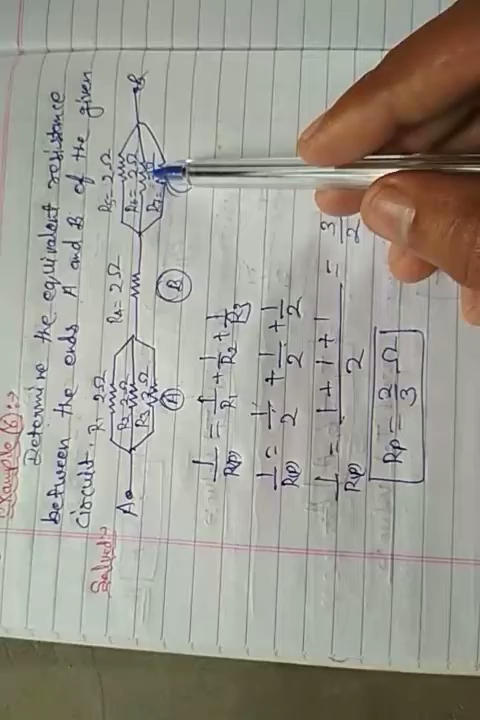 Example (6) :→
Determine the equivalent resistance
between the ends A and B of the given
circuit.
Solved:→
R1 = 2Ω R4 = 2Ω R5 = 2Ω
R2 = 2Ω R6 = 2Ω
R3 = 2Ω R7 =
A B
(A) (B)
1/Rp = 1/R1 + 1/R2 + 1/R3
1/Rp = 1/2 + 1/2 + 1/2
1/Rp = 1+1+1/2 = 3/2
Rp = 2/3 Ω